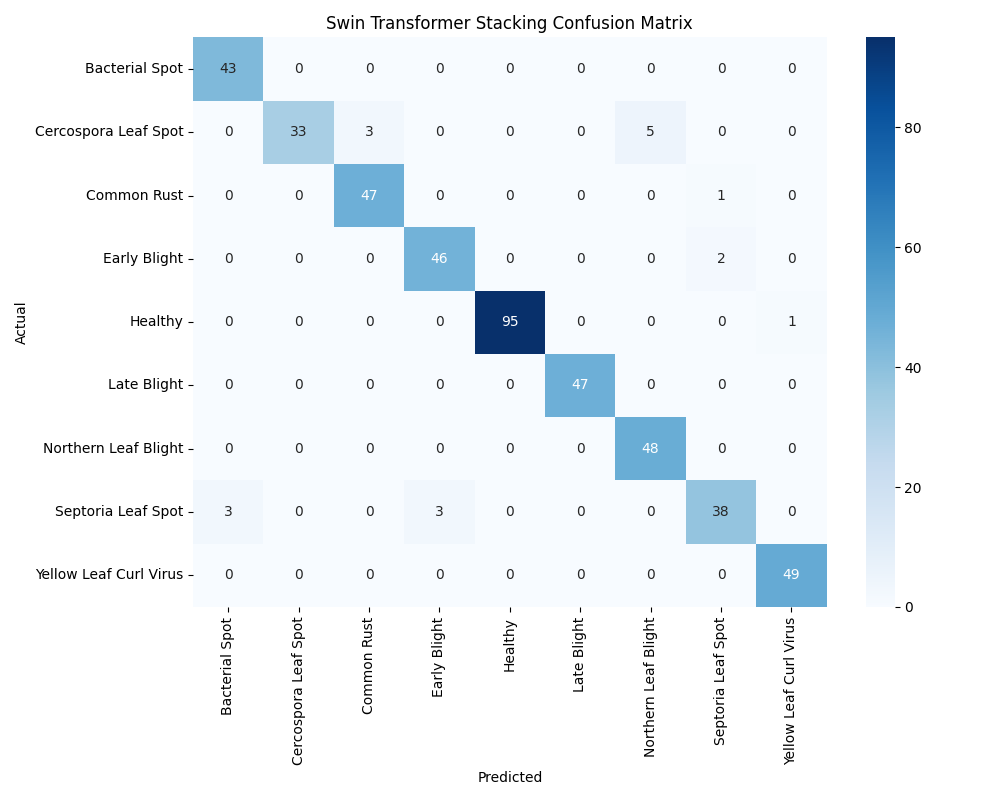 Swin Transformer Stacking Confusion Matrix
Actual
Bacterial Spot 43 0 0 0 0 0 0 0 0
Cercospora Leaf Spot 0 33 3 0 0 0 5 0 0
Common Rust 0 0 47 0 0 0 0 1 0
Early Blight 0 0 0 46 0 0 0 2 0
Healthy 0 0 0 0 95 0 0 0 1
Late Blight 0 0 0 0 0 47 0 0 0
Northern Leaf Blight 0 0 0 0 0 0 48 0 0
Septoria Leaf Spot 3 0 0 3 0 0 0 38 0
Yellow Leaf Curl Virus 0 0 0 0 0 0 0 0 49
Bacterial Spot
Cercospora Leaf Spot
Common Rust
Early Blight
Healthy
Late Blight
Northern Leaf Blight
Septoria Leaf Spot
Yellow Leaf Curl Virus
Predicted
80
60
40
20
0